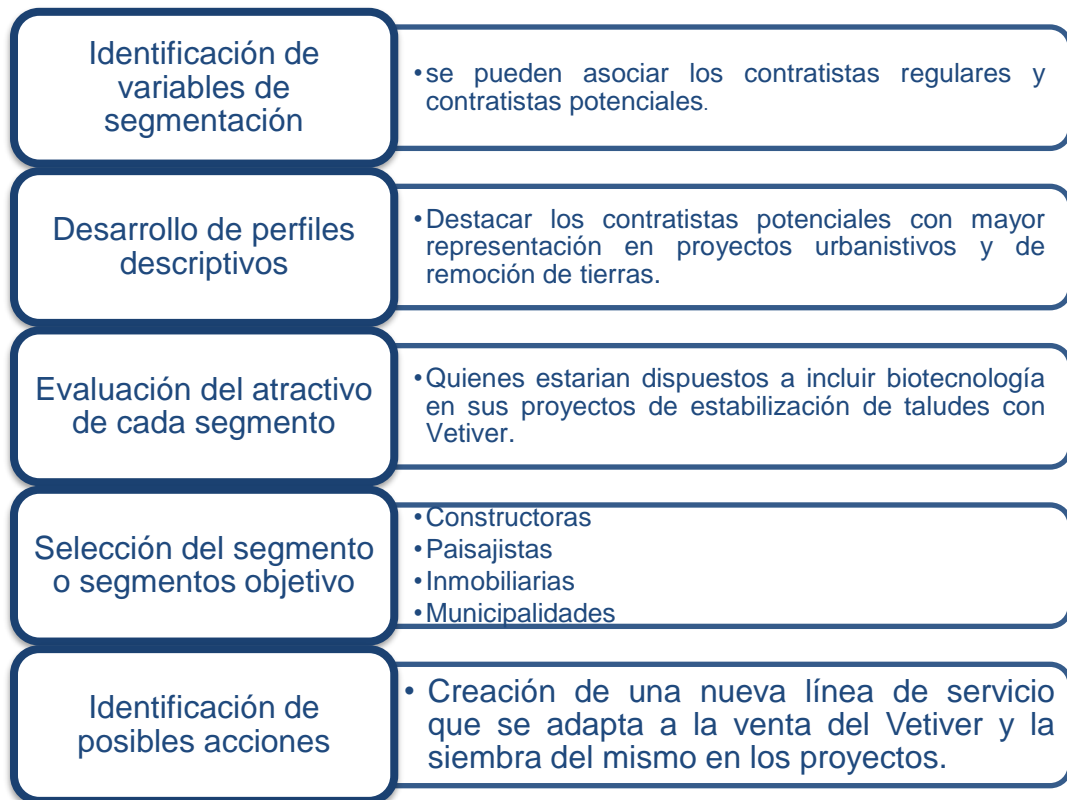 Identificación de
variables de
segmentación
•se pueden asociar los contratistas regulares y
contratistas potenciales.
Desarrollo de perfiles
descriptivos
•Destacar los contratistas potenciales con mayor
representación en proyectos urbanistivos y de
remoción de tierras.
Evaluación del atractivo
de cada segmento
•Quienes estarian dispuestos a incluir biotecnología
en sus proyectos de estabilización de taludes con
Vetiver.
Selección del segmento
o segmentos objetivo
•Constructoras
•Paisajistas
•Inmobiliarias
•Municipalidades
Identificación de
posibles acciones
• Creación de una nueva línea de servicio
que se adapta a la venta del Vetiver y la
siembra del mismo en los proyectos.